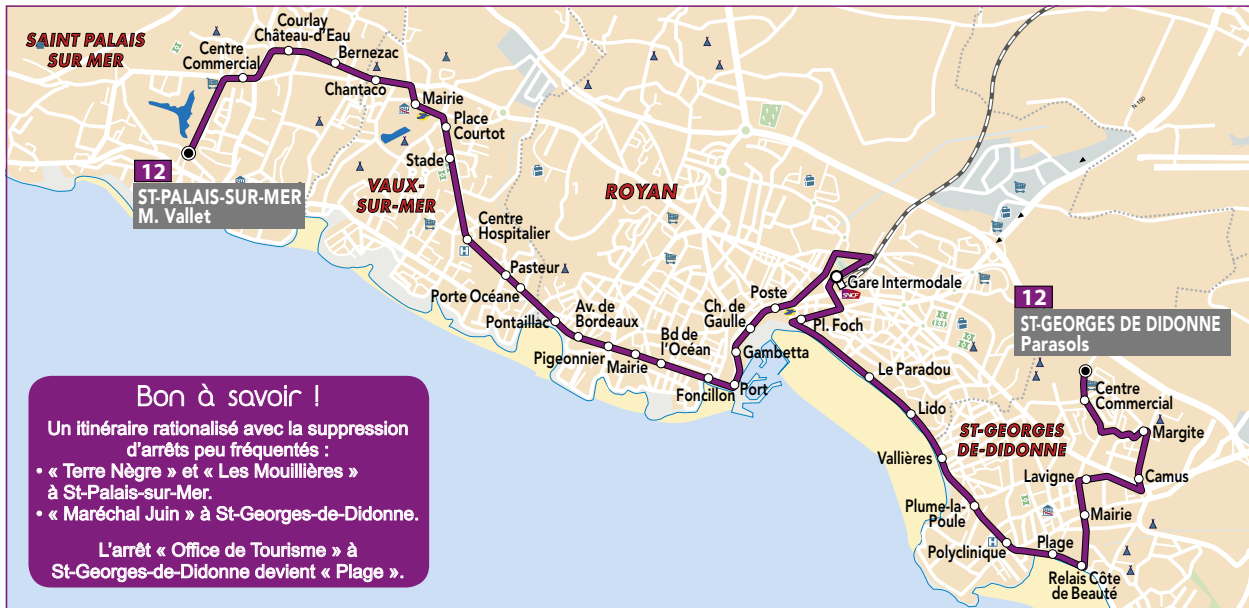 SAINT PALAIS
SUR MER
Courlay
Château-d'Eau
Centre
Commercial
Bernezac
Chantaco
Mairie
Place
Courtot
Stade
12
ST-PALAIS-SUR-MER
M. Vallet
VAUX-
SUR-MER
ROYAN
N 150
Centre
Hospitalier
H
Pasteur
Porte Océane
Pontaillac
Av. de
Bordeaux
Pigeonnier
Mairie
Bd de
l'Océan
Foncillon
Port
Gambetta
Ch. de
Gaulle
Poste
Gare Intermodale
SNCF
Pl. Foch
Le Paradou
Lido
Vallières
ST-GEORGES
DE-DIDONNE
Plume-la-
Poule
H
Polyclinique
Plage
Relais Côte
de Beauté
Mairie
Lavigne
Camus
Margite
Centre
Commercial
12
ST-GEORGES DE DIDONNE
Parasols
Bon à savoir !
Un itinéraire rationalisé avec la suppression
d'arrêts peu fréquentés :
• « Terre Nègre » et « Les Mouillières »
à St-Palais-sur-Mer.
• « Maréchal Juin » à St-Georges-de-Didonne.
L'arrêt « Office de Tourisme » à
St-Georges-de-Didonne devient « Plage ».